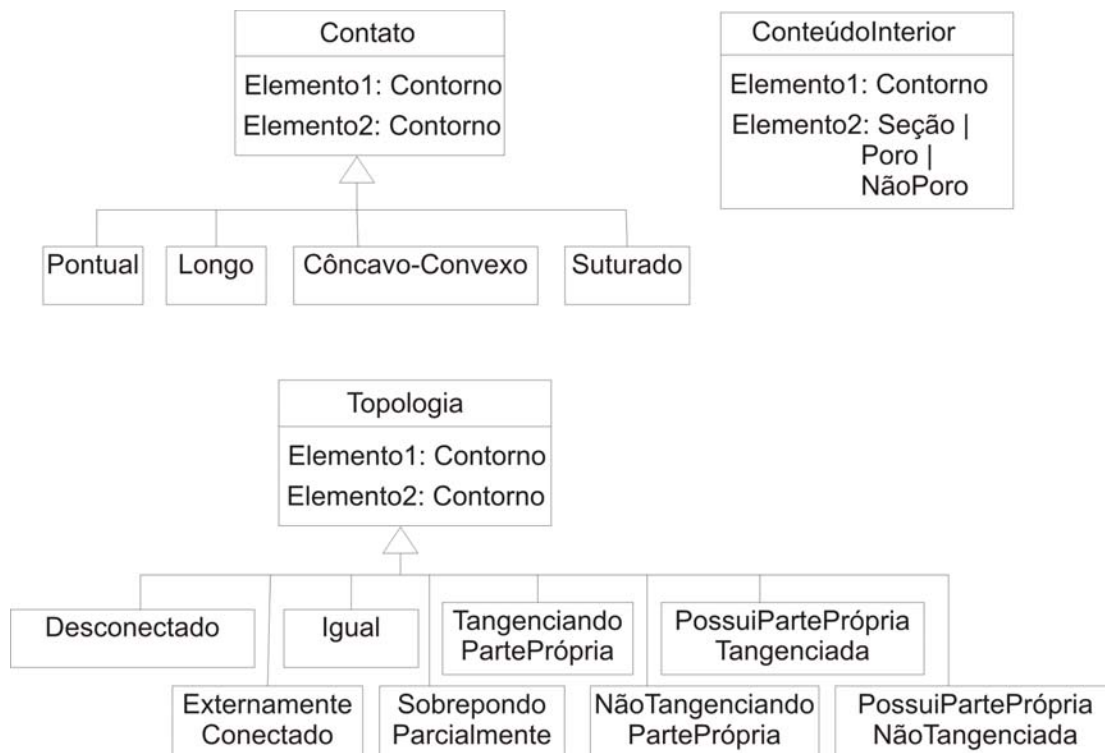 Contato
Elemento1: Contorno
Elemento2: Contorno
ConteúdoInterior
Elemento1: Contorno
Elemento2: Seção |
Poro |
NãoPoro
Pontual
Longo
Côncavo-Convexo
Suturado
Topologia
Elemento1: Contorno
Elemento2: Contorno
Desconectado
Igual
Tangenciando
PartePrópria
PossuiPartePrópria
Tangenciada
Externamente
Conectado
Sobrepondo
Parcialmente
NãoTangenciando
PartePrópria
PossuiPartePrópria
NãoTangenciada